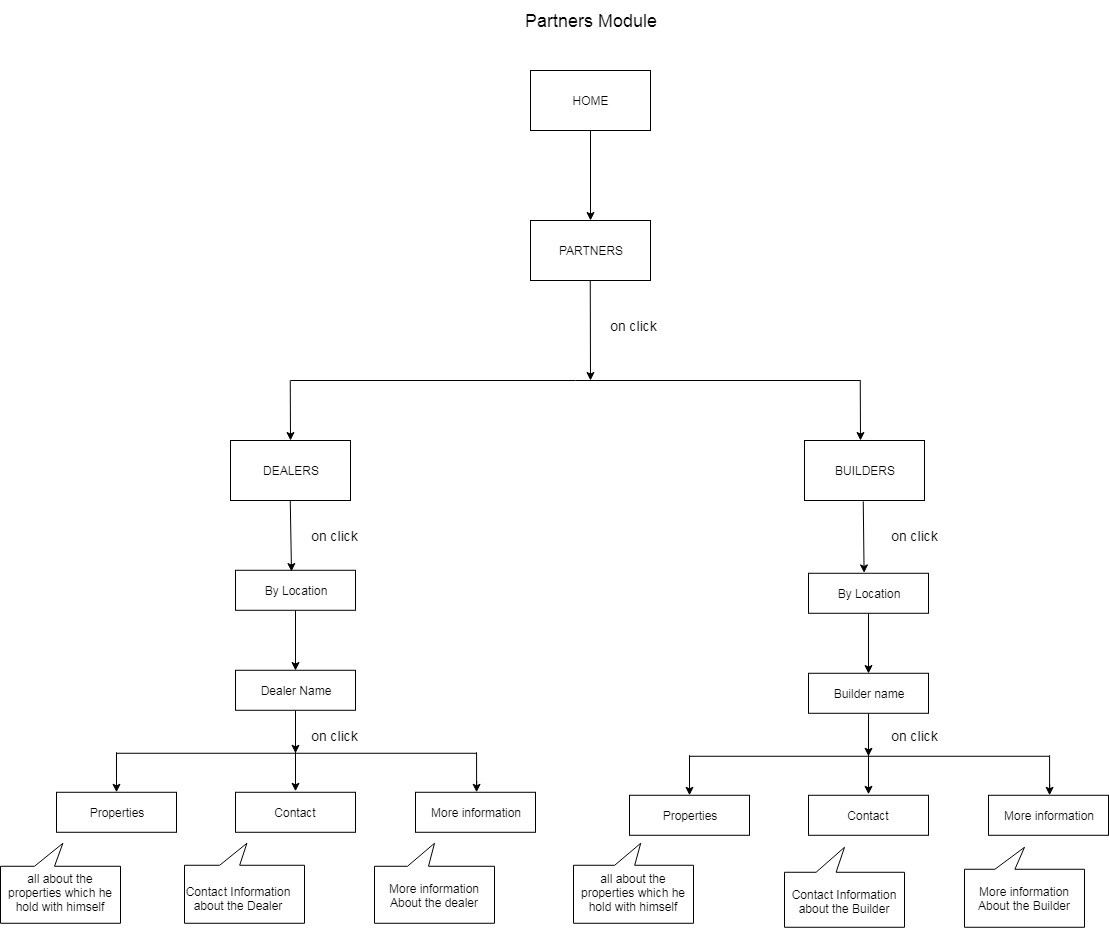 Partners Module
HOME
PARTNERS
on click
DEALERS
BUILDERS
on click
on click
By Location
By Location
Dealer Name
Builder name
on click
on click
Properties
Contact
More information
Properties
Contact
More information
all about the
properties which he
hold with himself
Contact Information
about the Dealer
More information
About the dealer
all about the
properties which he
hold with himself
Contact Information
about the Builder
More information
About the Builder